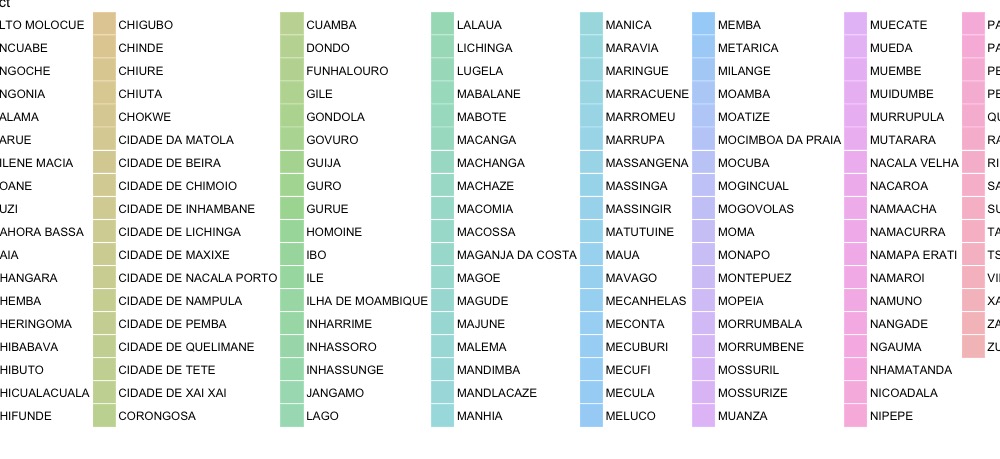 ct
LTO MOLOCUE CHIGUBO CUAMBA LALAUA MANICA MEMBA MUECATE PA
NCUABE CHINDE DONDO LICHINGA MARAVIA METARICA MUEDA PA
NGOCHE CHIURE FUNHALOURO LUGELA MARINGUE MILANGE MUEMBE PE
NGONIA CHIUTA GILE MABALANE MARRACUENE MOAMBA MUIDUMBE PE
ALAMA CHOKWE GONDOLA MABOTE MARROMEU MOATIZE MURRUPULA QU
ARUE CIDADE DA MATOLA GOVURO MACANGA MARRUPA MOCIMBOA DA PRAIA MUTARARA RA
ILENE MACIA CIDADE DE BEIRA GUIJA MACHANGA MASSANGENA MOCUBA NACALA VELHA RI
OANE CIDADE DE CHIMOIO GURO MACHAZE MASSINGA MOGINCUAL NACAROA SA
UZI CIDADE DE INHAMBANE GURUE MACOMIA MASSINGIR MOGOVOLAS NAMAACHA SU
AHORA BASSA CIDADE DE LICHINGA HOMOINE MACOSSA MATUTUINE MOMA NAMACURRA TA
AIA CIDADE DE MAXIXE IBO MAGANJA DA COSTA MAUA MONAPO NAMAPA ERATI TS
HANGARA CIDADE DE NACALA PORTO ILE MAGOE MAVAGO MONTEPUEZ NAMAROI VI
HEMBA CIDADE DE NAMPULA ILHA DE MOAMBIQUE MAGUDE MECANHELAS MOPEIA NAMUNO XA
HERINGOMA CIDADE DE PEMBA INHARRIME MAJUNE MECONTA MORRUMBALA NANGADE ZA
HIBABAVA CIDADE DE QUELIMANE INHASSORO MALEMA MECUBURI MORRUMBENE NGAUMA ZU
HIBUTO CIDADE DE TETE INHASSUNGE MANDIMBA MECUFI MOSSURIL NHAMATANDA
HICUALACUALA CIDADE DE XAI XAI JANGAMO MANDLACAZE MECULA MOSSURIZE NICOADALA
HIFUNDE CORONGOSA LAGO MANHIA MELUCO MUANZA NIPEPE